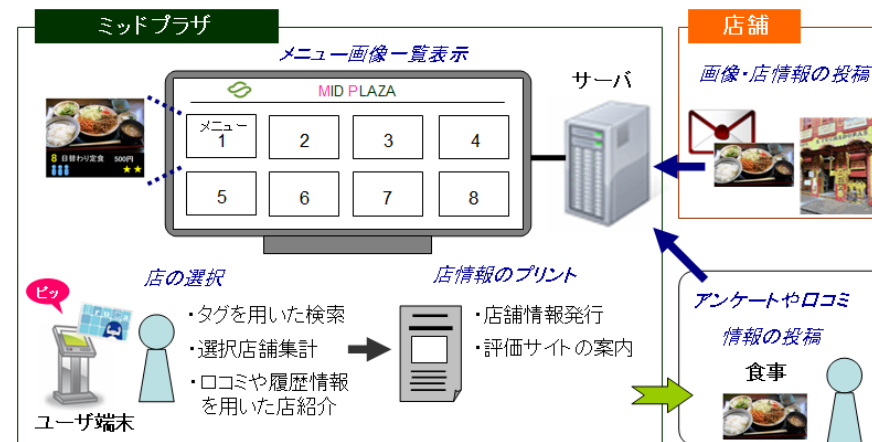 ミッドプラザ
店舗
メニュー画像一覧表示
サーバ
画像・店情報の投稿
MID PLAZA
メニュー
1
2
3
4
8 日替わり定食 500円
★★
5
6
7
8
店の選択
店情報のプリント
ピッ
アンケートや口コミ
情報の投稿
・タグを用いた検索
・選択店舗集計
・口コミや履歴情報
を用いた店紹介
・店舗情報発行
・評価サイトの案内
食事
ユーザ端末